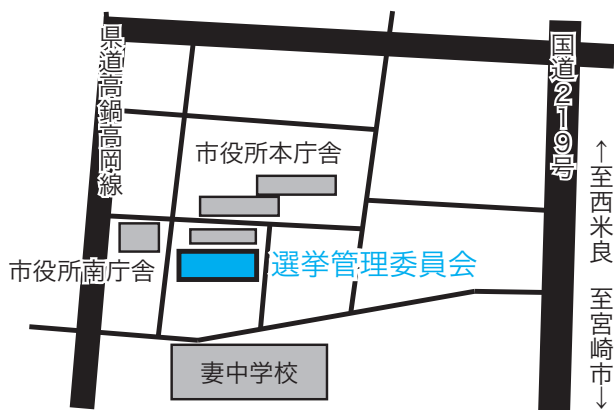 県道高鍋高岡線
国道219号
市役所本庁舎
←至西米良　至宮崎市→
市役所南庁舎
選挙管理委員会
妻中学校